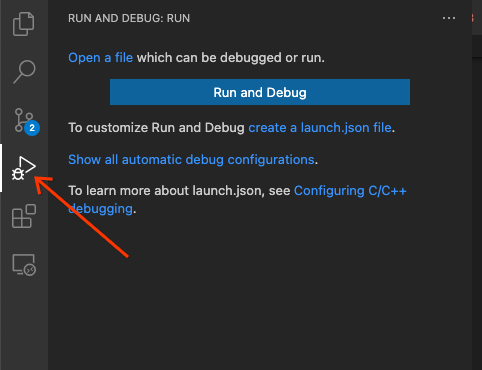 RUN AND DEBUG: RUN
Open a file which can be debugged or run.
Run and Debug
To customize Run and Debug create a launch.json file.
2
Show all automatic debug configurations.
To learn more about launch.json, see Configuring C/C++
debugging.